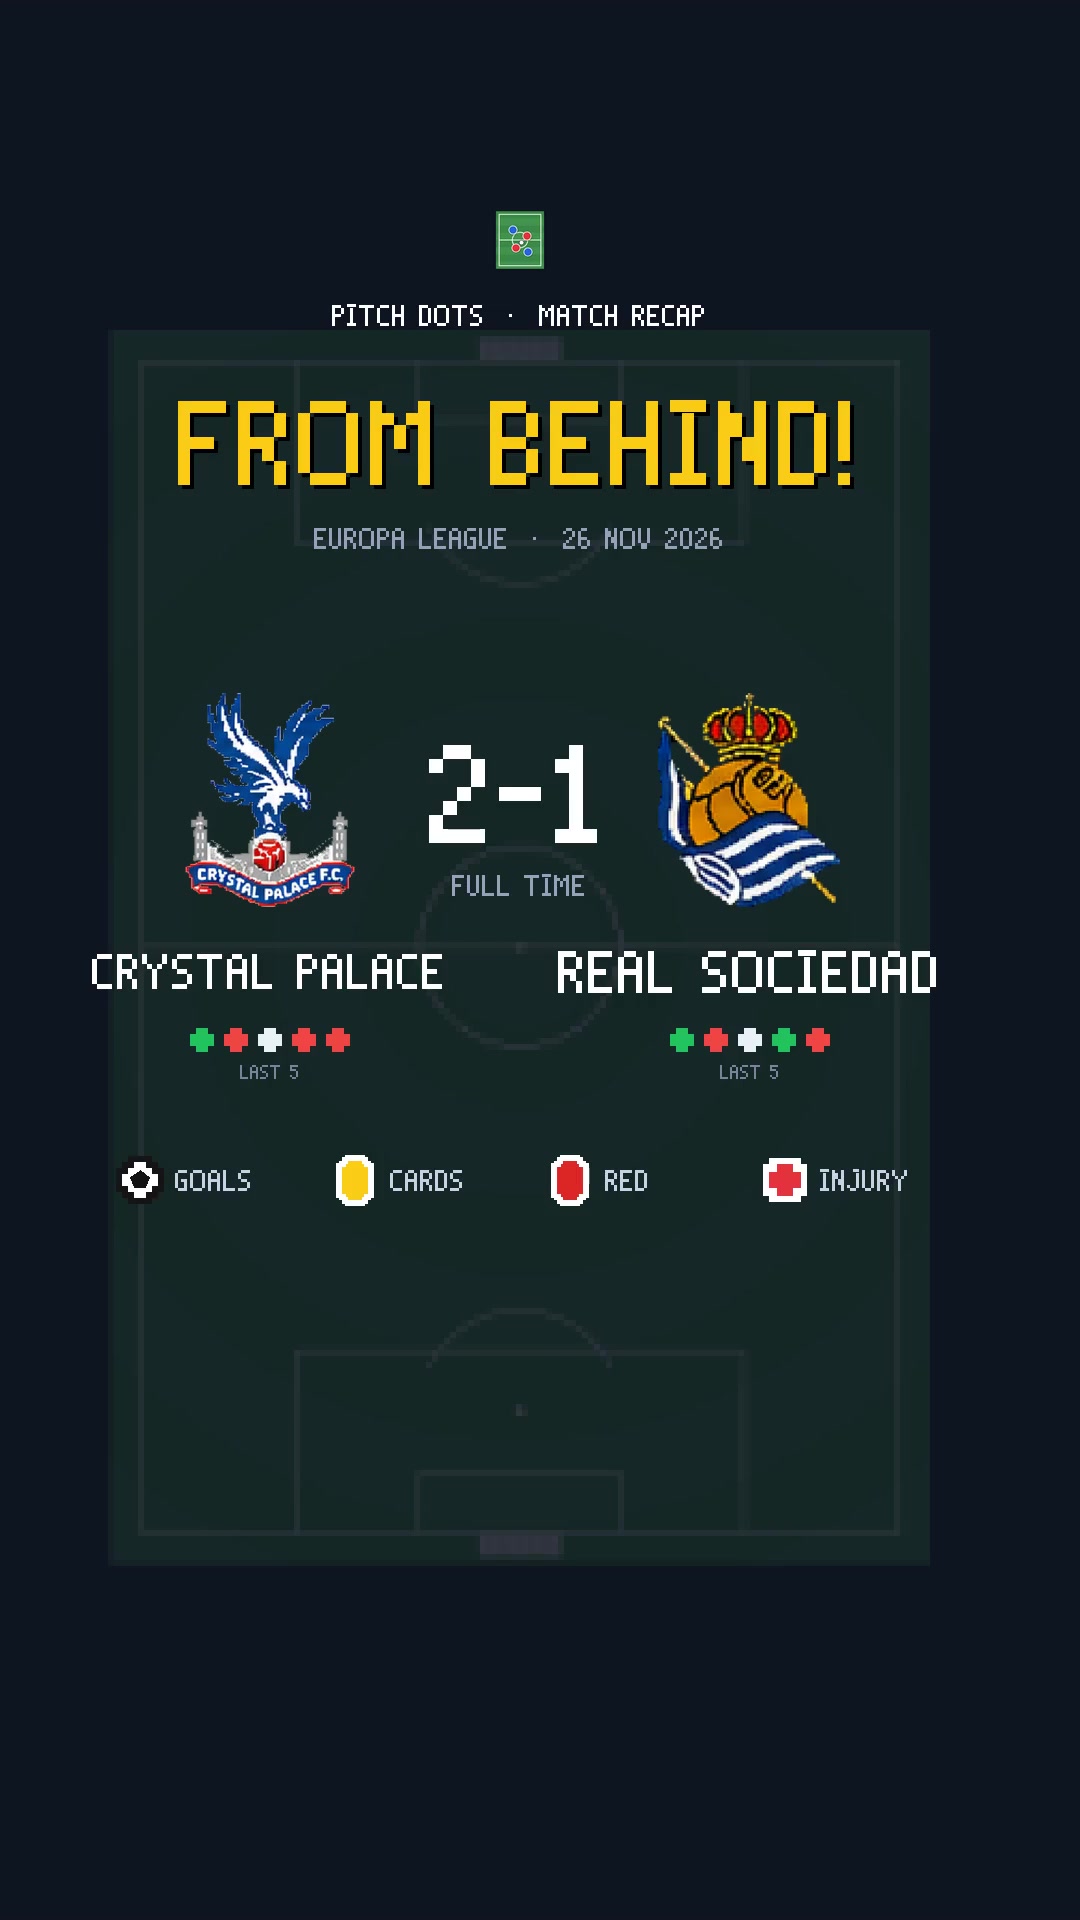 PITCH DOTS · MATCH RECAP
FROM BEHIND!
EUROPA LEAGUE · 26 NOV 2026
2-1
FULL TIME
CRYSTAL PALACE F.C.
CRYSTAL PALACE
REAL SOCIEDAD
LAST 5
LAST 5
GOALS
CARDS
RED
INJURY